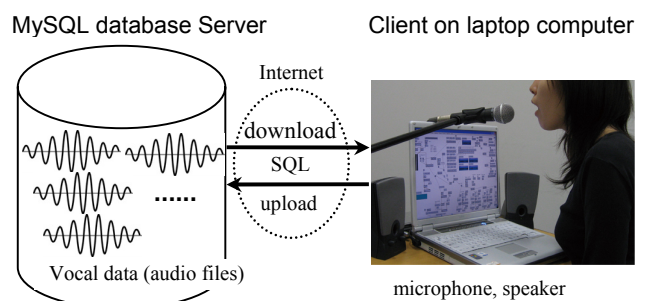 MySQL database Server
Client on laptop computer
Internet
download
SQL
upload
......
Vocal data (audio files)
microphone, speaker